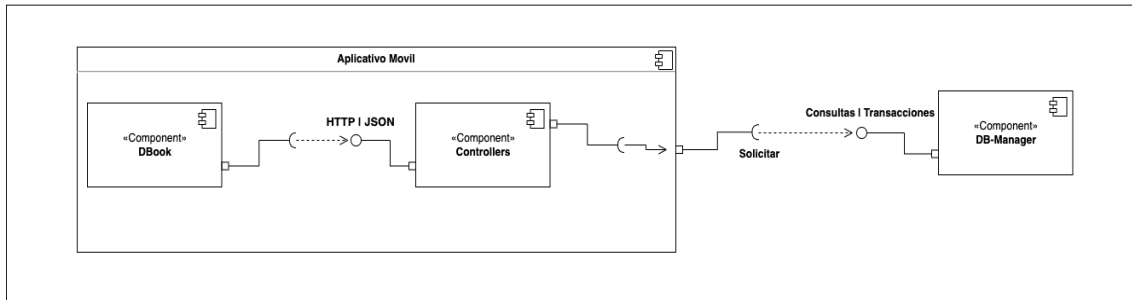 Aplicativo Movil
«Component»
DBook
HTTP | JSON
«Component»
Controllers
Solicitar
Consultas | Transacciones
«Component»
DB-Manager